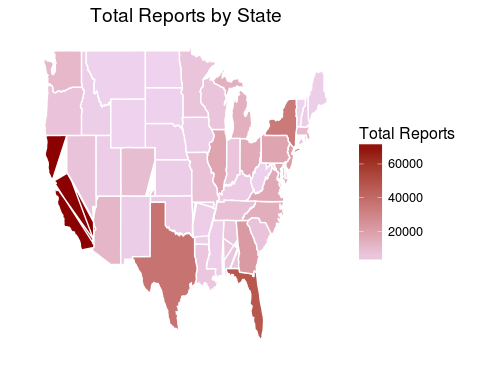 Total Reports by State
Total Reports
60000
40000
20000